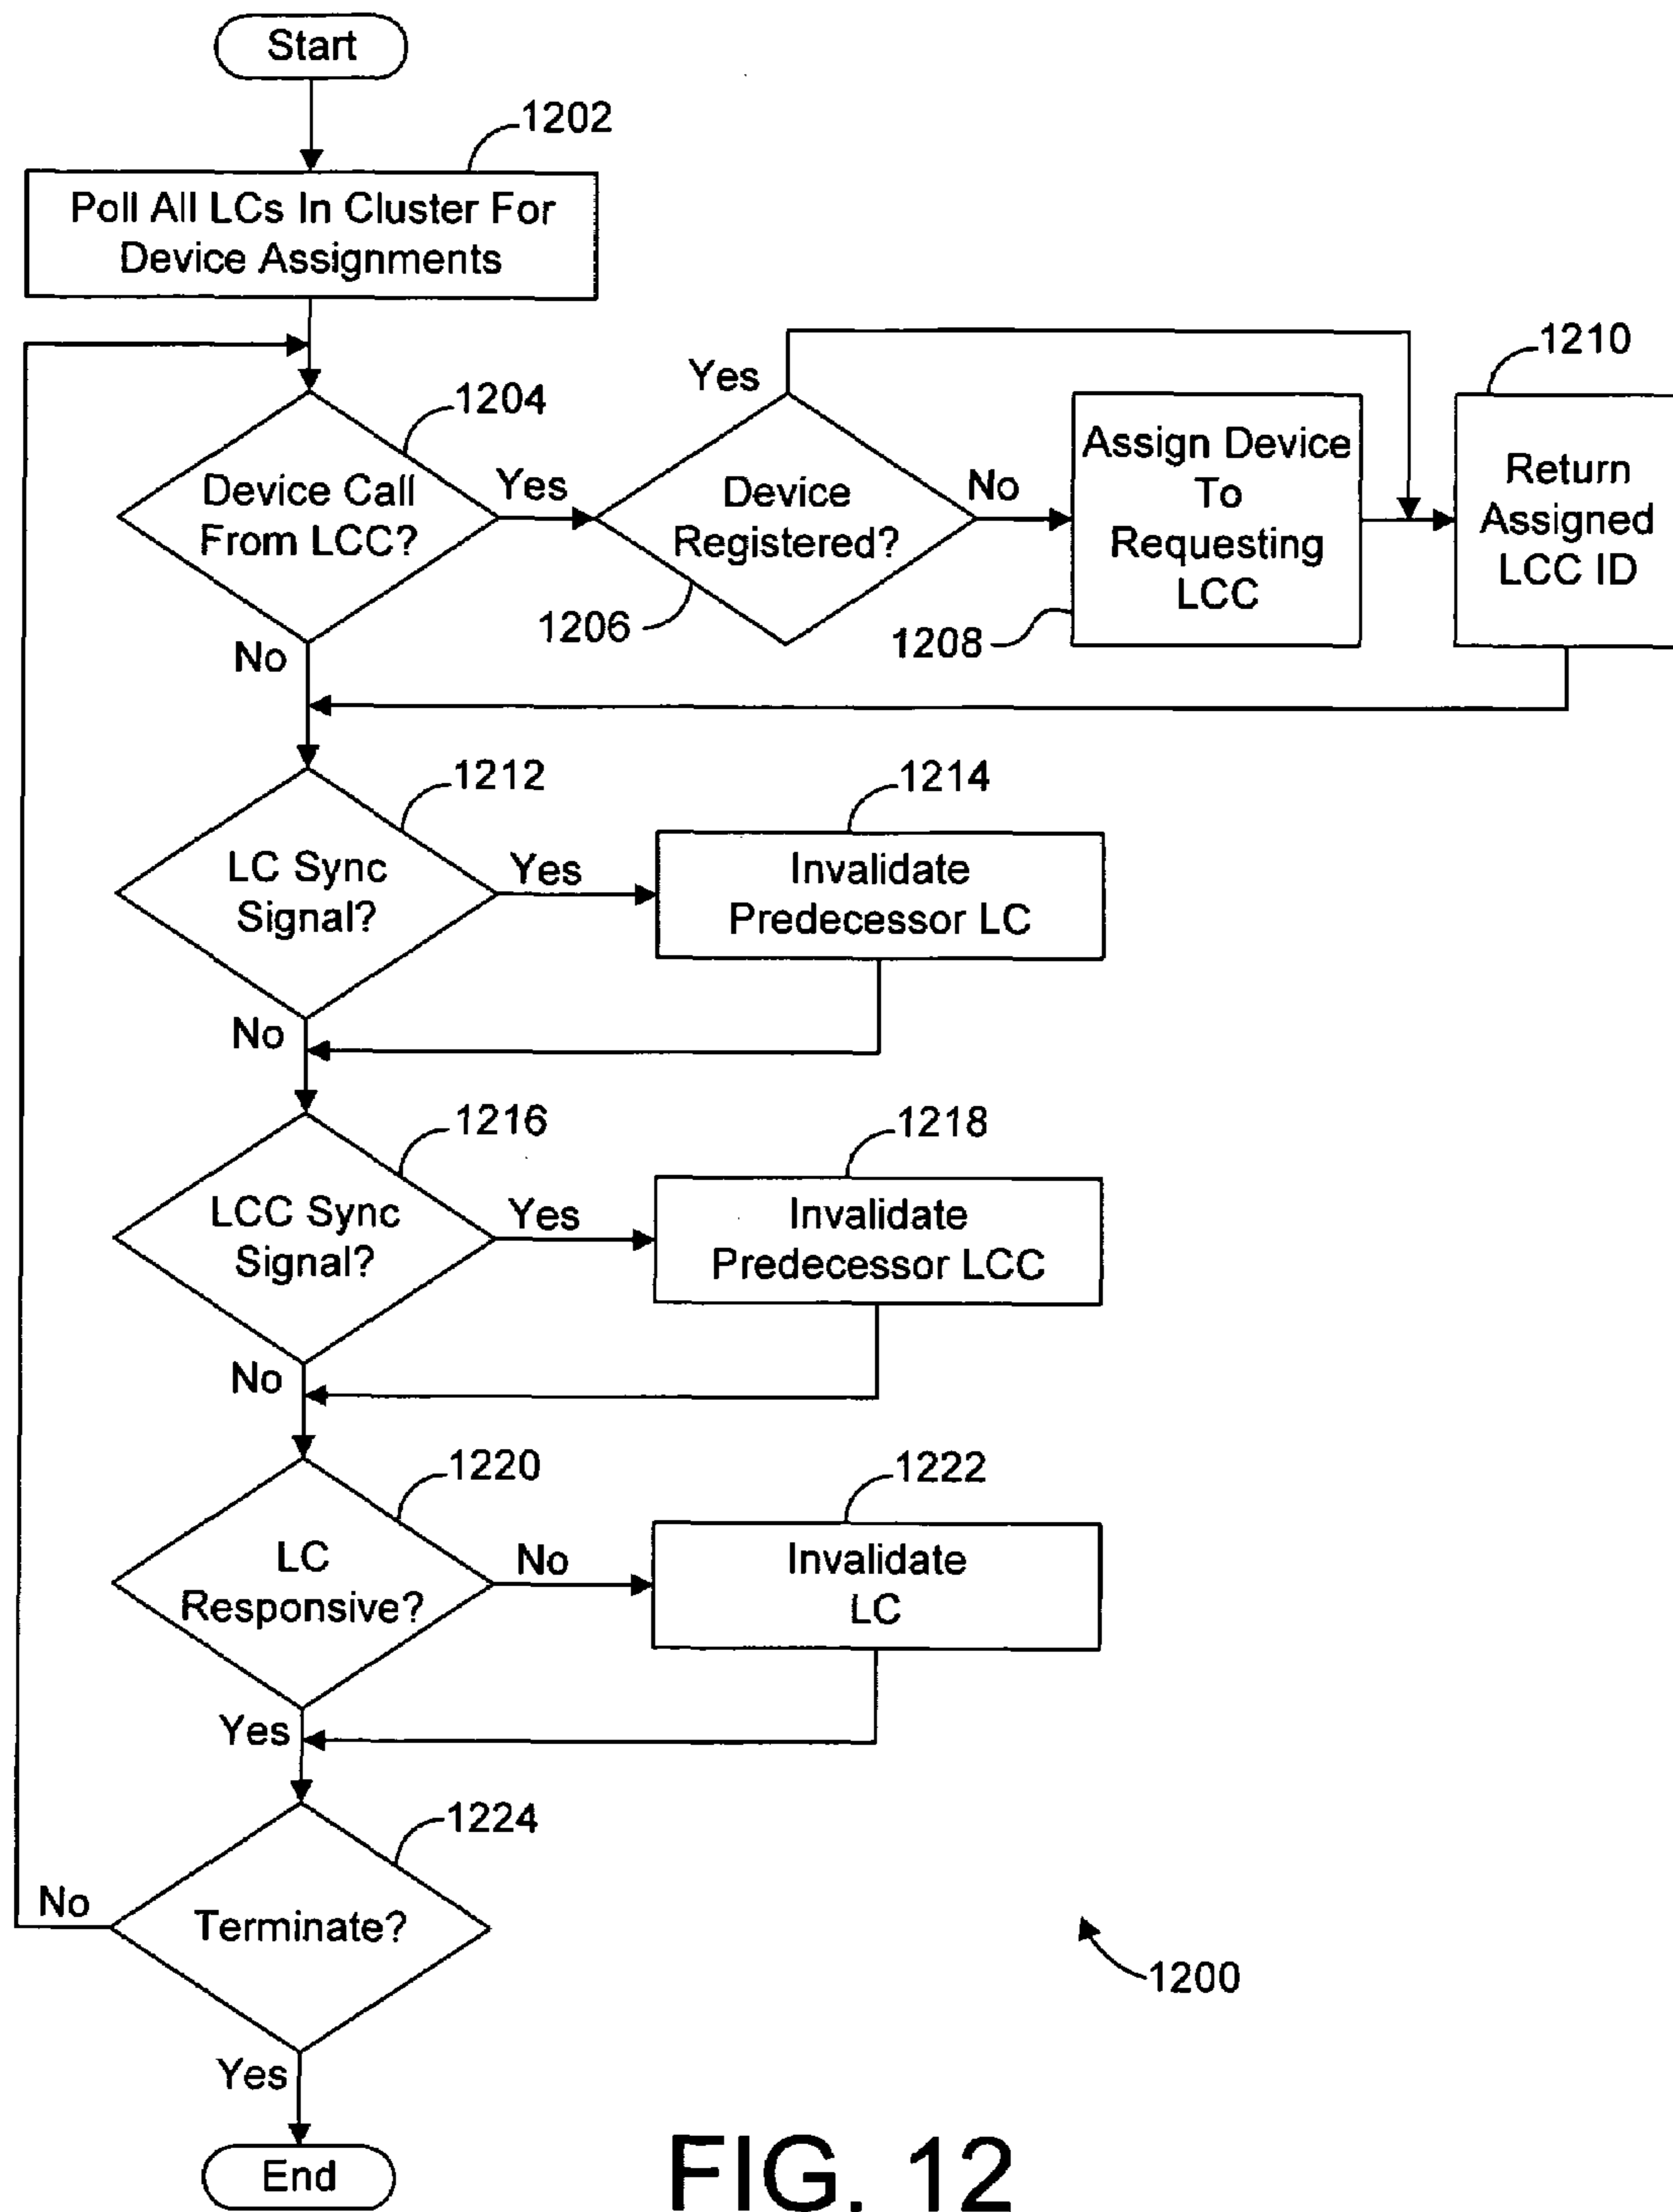 Start
1202
Poll All LCs In Cluster For
Device Assignments
1204
Device Call
From LCC?
Yes
No
1206
Device
Registered?
Yes
No
1208
Assign Device
To
Requesting
LCC
1210
Return
Assigned
LCC ID
1212
LC Sync
Signal?
Yes
No
1214
Invalidate
Predecessor LC
1216
LCC Sync
Signal?
Yes
No
1218
Invalidate
Predecessor LCC
1220
LC
Responsive?
No
Yes
1222
Invalidate
LC
1224
Terminate?
No
Yes
1200
End
FIG. 12